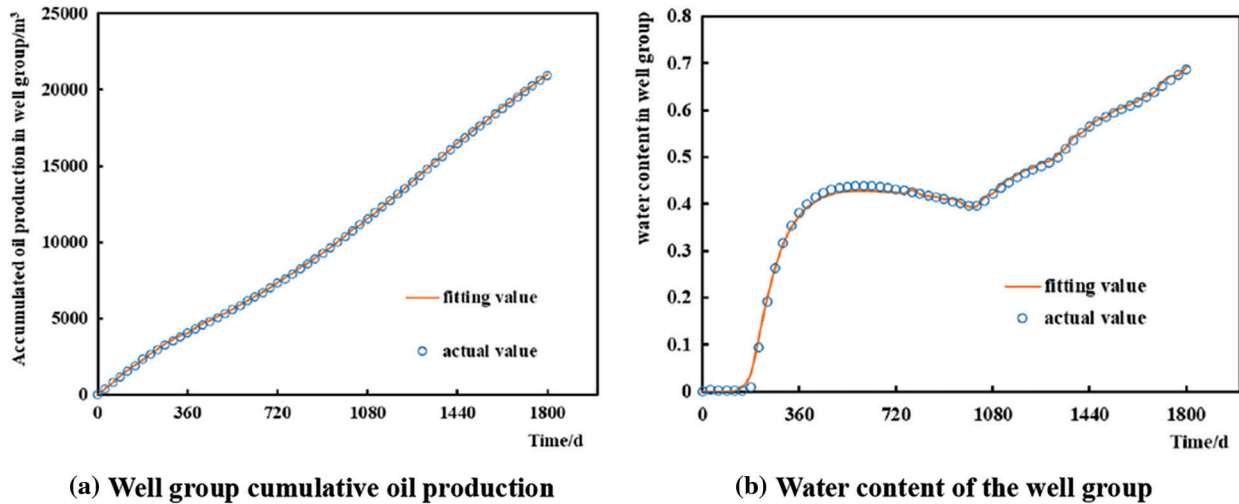 Accumulated oil production in well group/m³
25000
20000
15000
10000
5000
0
0 360 720 1080 1440 1800
Time/d
fitting value
actual value
(a) Well group cumulative oil production
water content in well group
0.8
0.7
0.6
0.5
0.4
0.3
0.2
0.1
0
0 360 720 1080 1440 1800
Time/d
fitting value
actual value
(b) Water content of the well group